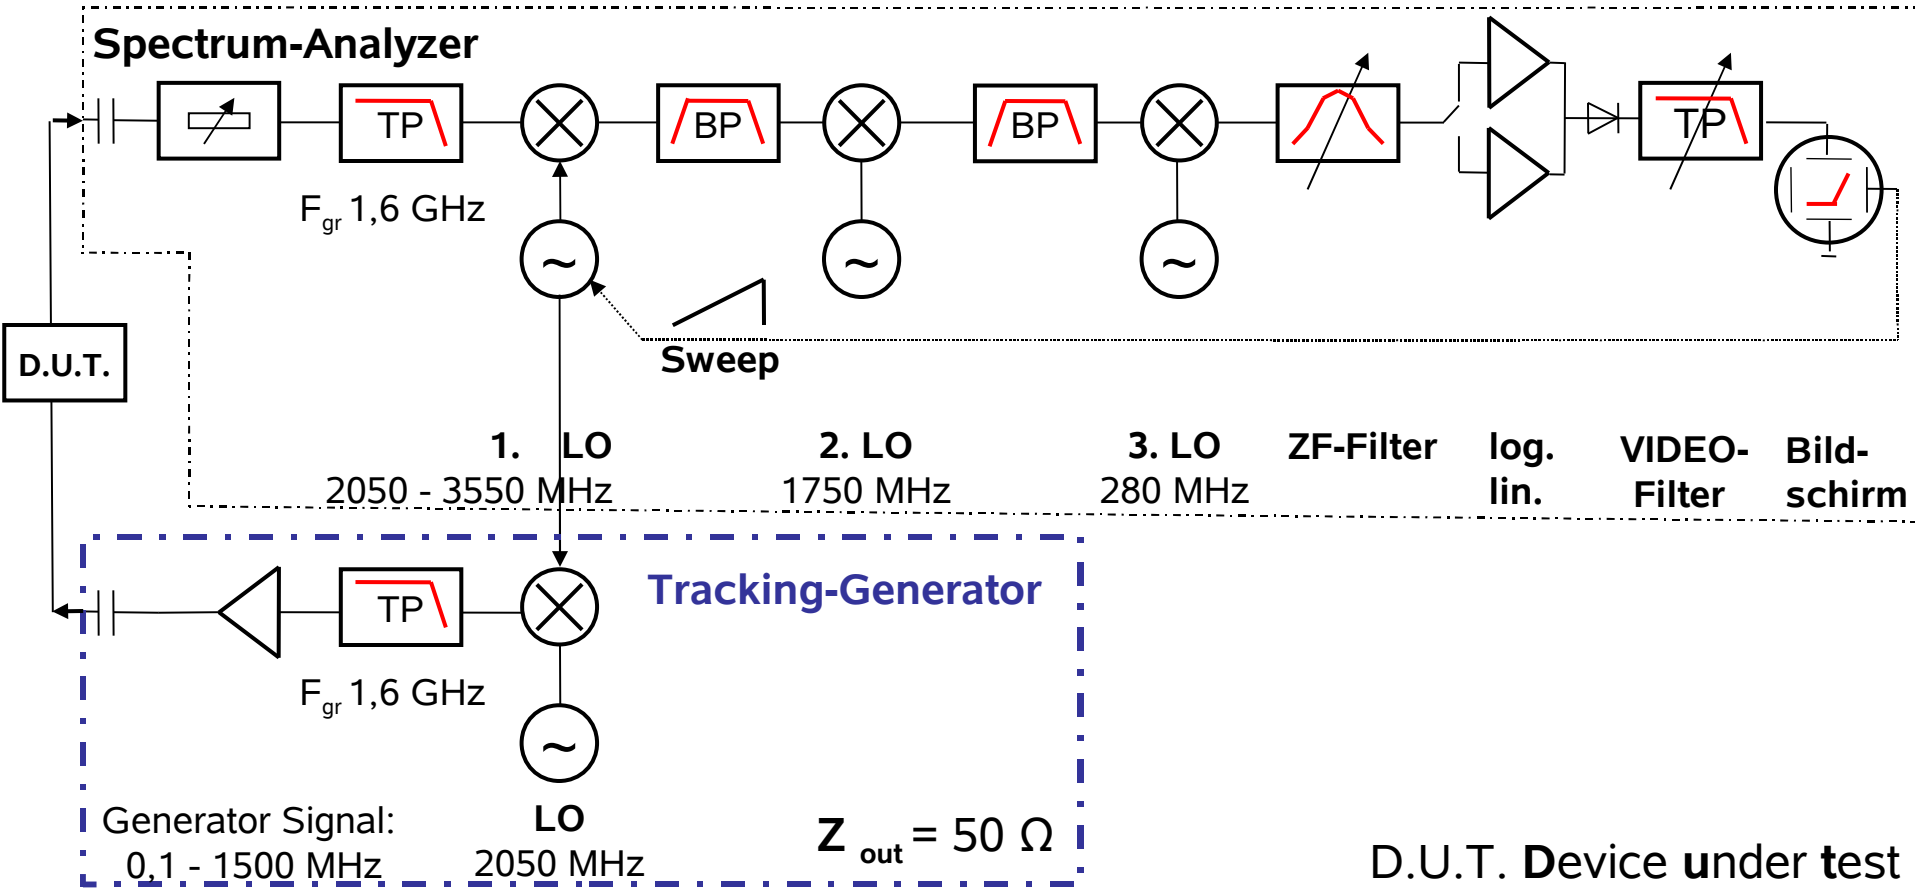 Spectrum-Analyzer
TP
BP
BP
TP
Fgr 1,6 GHz
~
~
~
D.U.T.
Sweep
1. LO
2050 - 3550 MHz
2. LO
1750 MHz
3. LO
280 MHz
ZF-Filter
log.
lin.
VIDEO-
Filter
Bild-
schirm
Tracking-Generator
TP
Fgr 1,6 GHz
~
Generator Signal:
0,1 - 1500 MHz
LO
2050 MHz
Z out = 50 Ω
D.U.T. Device under test